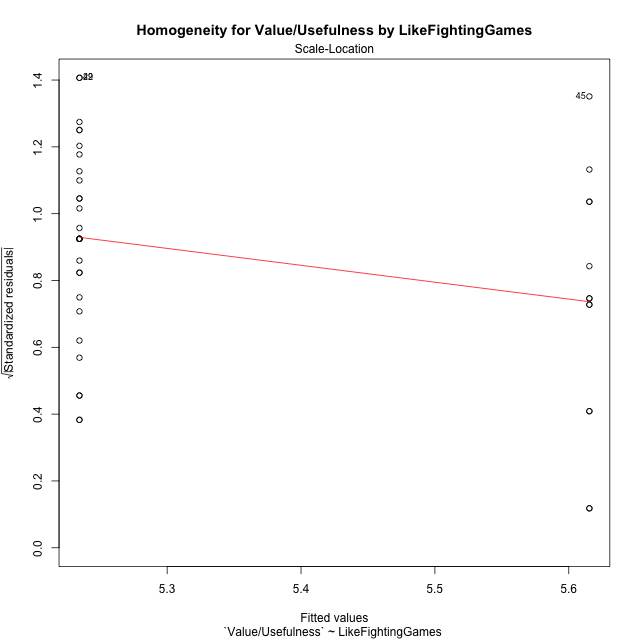 Homogeneity for Value/Usefulness by LikeFightingGames
Scale-Location
√|Standardized residuals|
1.4
1.2
1.0
0.8
0.6
0.4
0.2
0.0
45
5.3
5.4
5.5
5.6
Fitted values
`Value/Usefulness` ~ LikeFightingGames